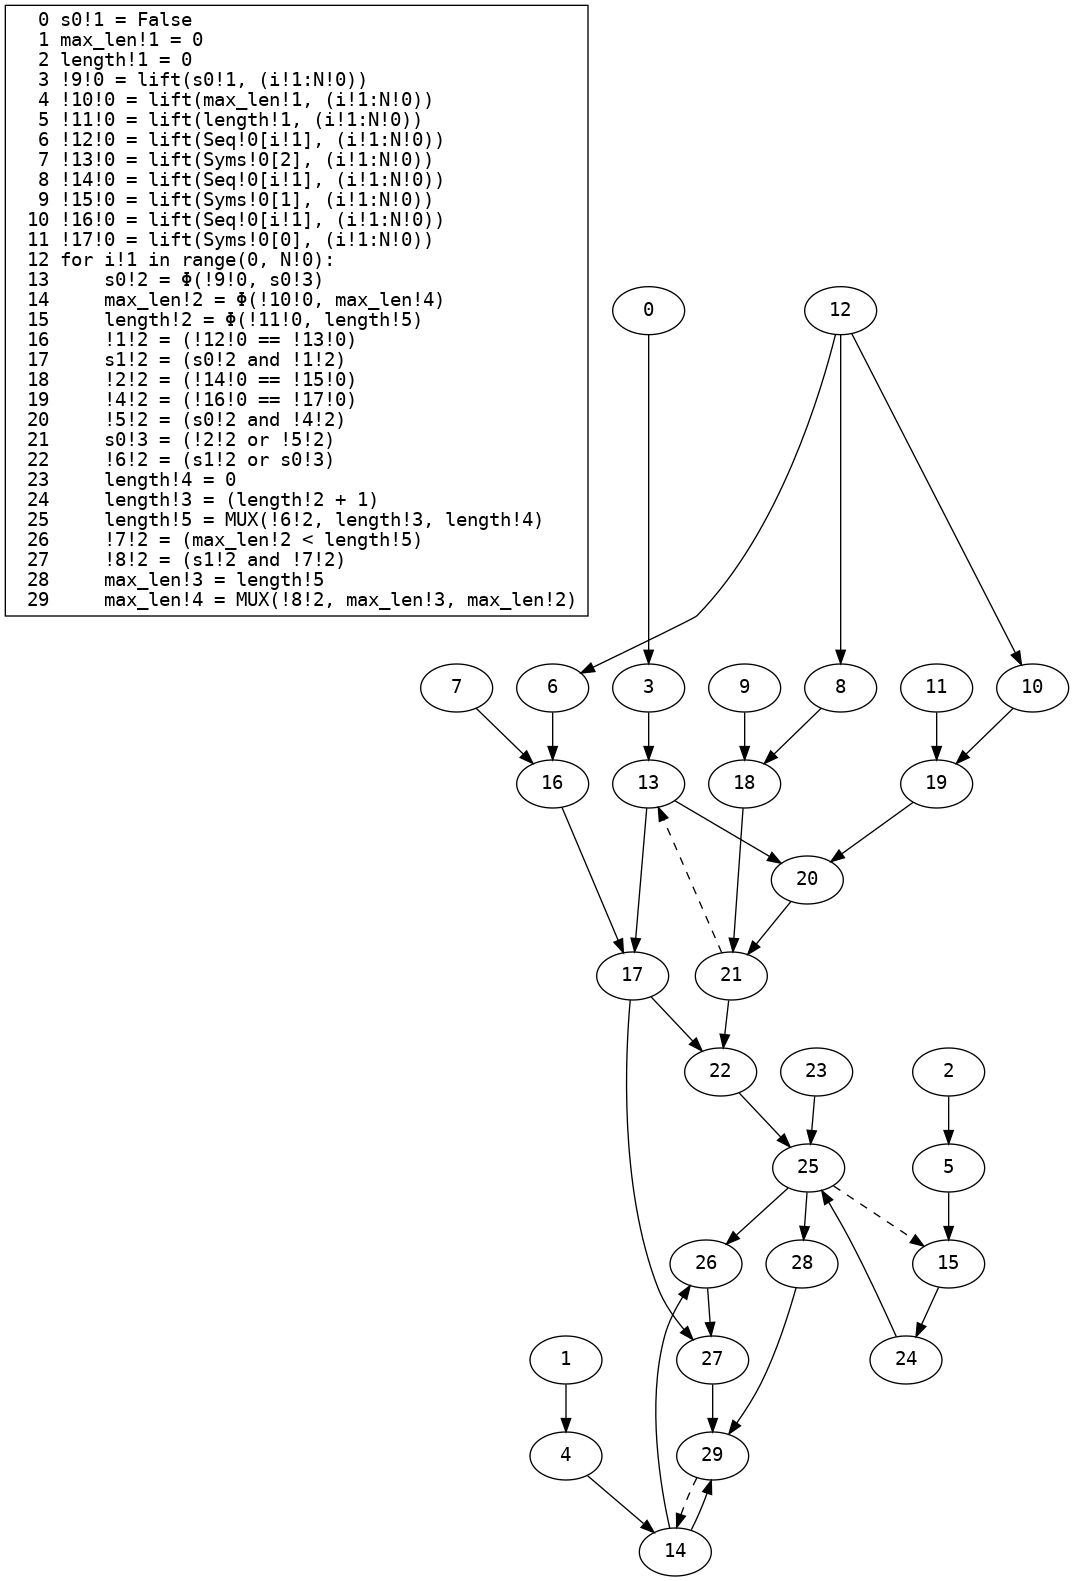 0 s0!1 = False
1 max_len!1 = 0
2 length!1 = 0
3 !9!0 = lift(s0!1, (i!1:N!0))
4 !10!0 = lift(max_len!1, (i!1:N!0))
5 !11!0 = lift(length!1, (i!1:N!0))
6 !12!0 = lift(Seq!0[i!1], (i!1:N!0))
7 !13!0 = lift(Syms!0[2], (i!1:N!0))
8 !14!0 = lift(Seq!0[i!1], (i!1:N!0))
9 !15!0 = lift(Syms!0[1], (i!1:N!0))
10 !16!0 = lift(Seq!0[i!1], (i!1:N!0))
11 !17!0 = lift(Syms!0[0], (i!1:N!0))
12 for i!1 in range(0, N!0):
13     s0!2 = Φ(!9!0, s0!3)
14     max_len!2 = Φ(!10!0, max_len!4)
15     length!2 = Φ(!11!0, length!5)
16     !1!2 = (!12!0 == !13!0)
17     s1!2 = (s0!2 and !1!2)
18     !2!2 = (!14!0 == !15!0)
19     !4!2 = (!16!0 == !17!0)
20     !5!2 = (s0!2 and !4!2)
21     s0!3 = (!2!2 or !5!2)
22     !6!2 = (s1!2 or s0!3)
23     length!4 = 0
24     length!3 = (length!2 + 1)
25     length!5 = MUX(!6!2, length!3, length!4)
26     !7!2 = (max_len!2 < length!5)
27     !8!2 = (s1!2 and !7!2)
28     max_len!3 = length!5
29     max_len!4 = MUX(!8!2, max_len!3, max_len!2)
0
12
7
6
3
9
8
11
10
16
13
18
19
20
17
21
22
23
2
25
5
26
28
15
1
27
24
4
29
14